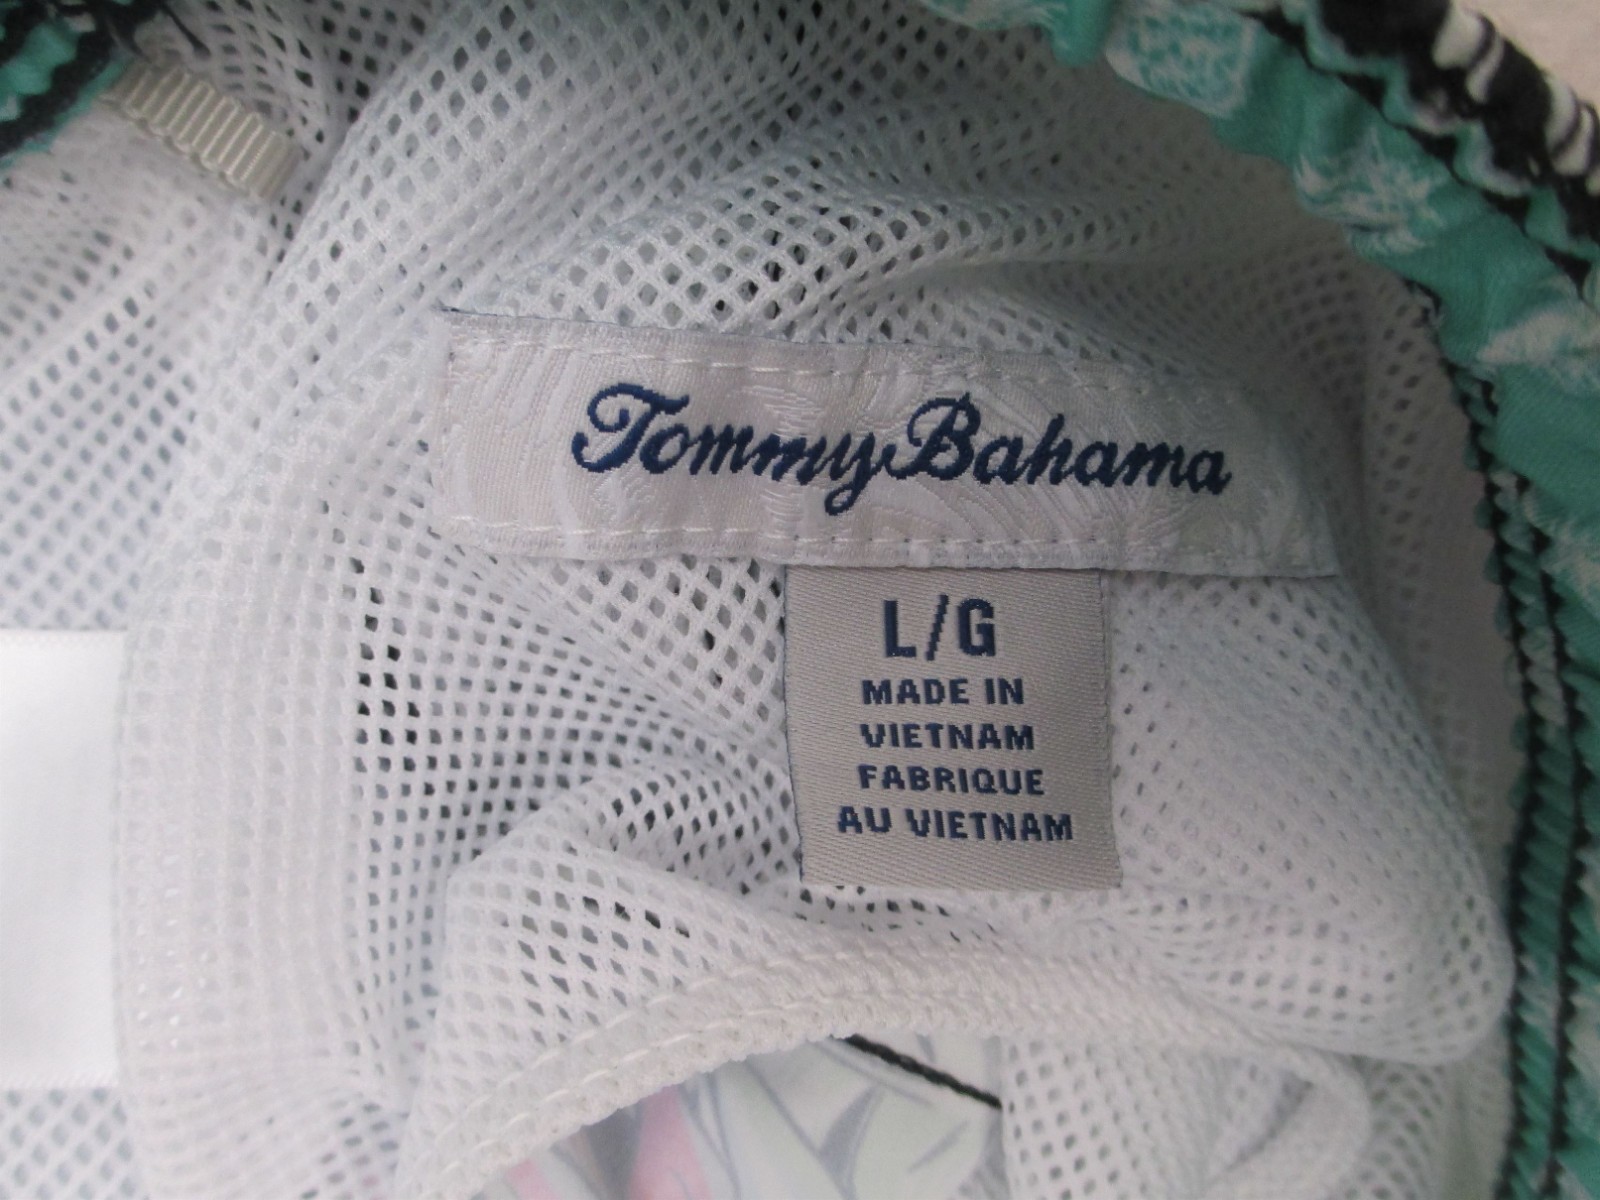 Tommy Bahama
L/G
MADE IN
VIETNAM
FABRIQUE
AU VIETNAM